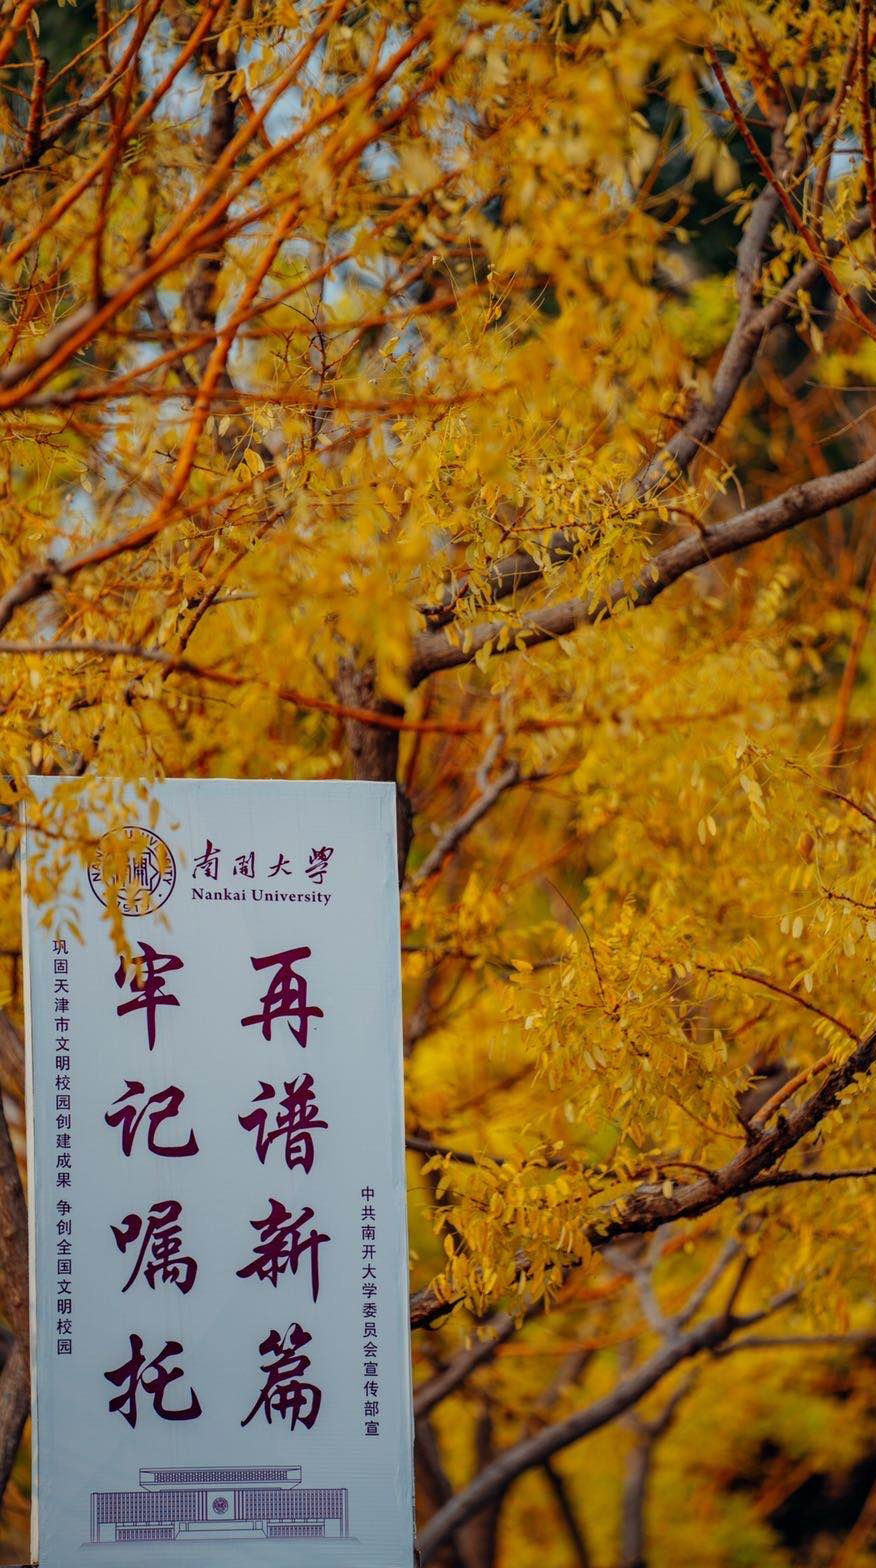 南開大學
Nankai University
巩固天津市文明校园创建成果 争创全国文明校园
牢记嘱托
再谱新篇
中共南开大学委员会宣传部宣